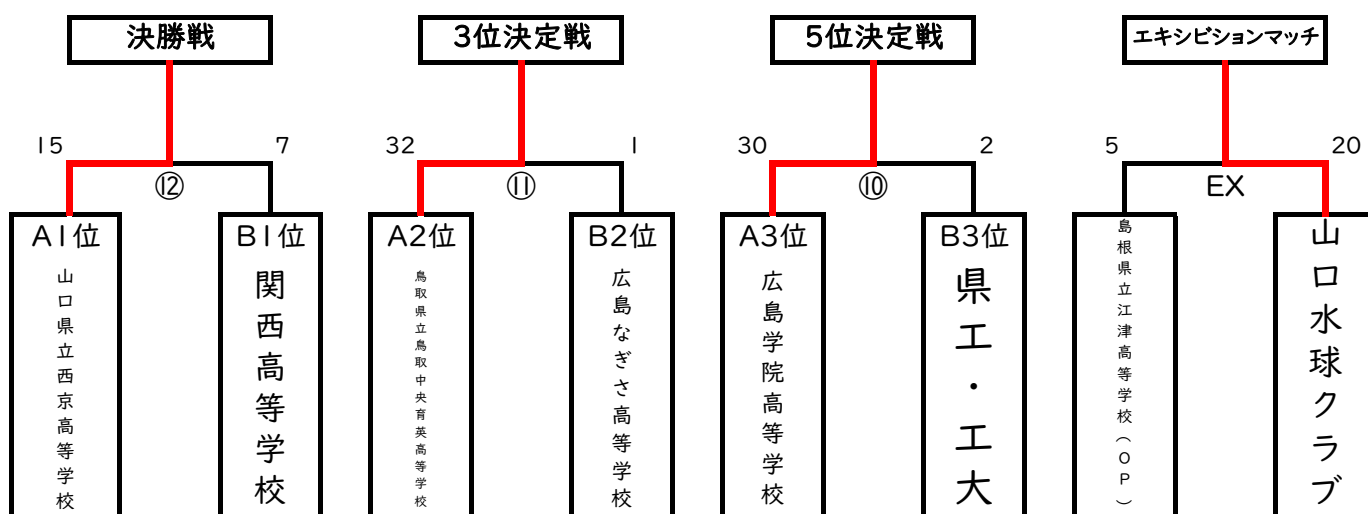 決勝戦
3位決定戦
5位決定戦
エキシビションマッチ
15
7
32
1
30
2
5
20
⑫
⑪
⑩
EX
A1位
山口県立西京高等学校
B1位
関西高等学校
A2位
鳥取県立鳥取中央育英高等学校
B2位
広島なぎさ高等学校
A3位
広島学院高等学校
B3位
県工・工大
島根県立江津高等学校(OP)
山口水球クラブ